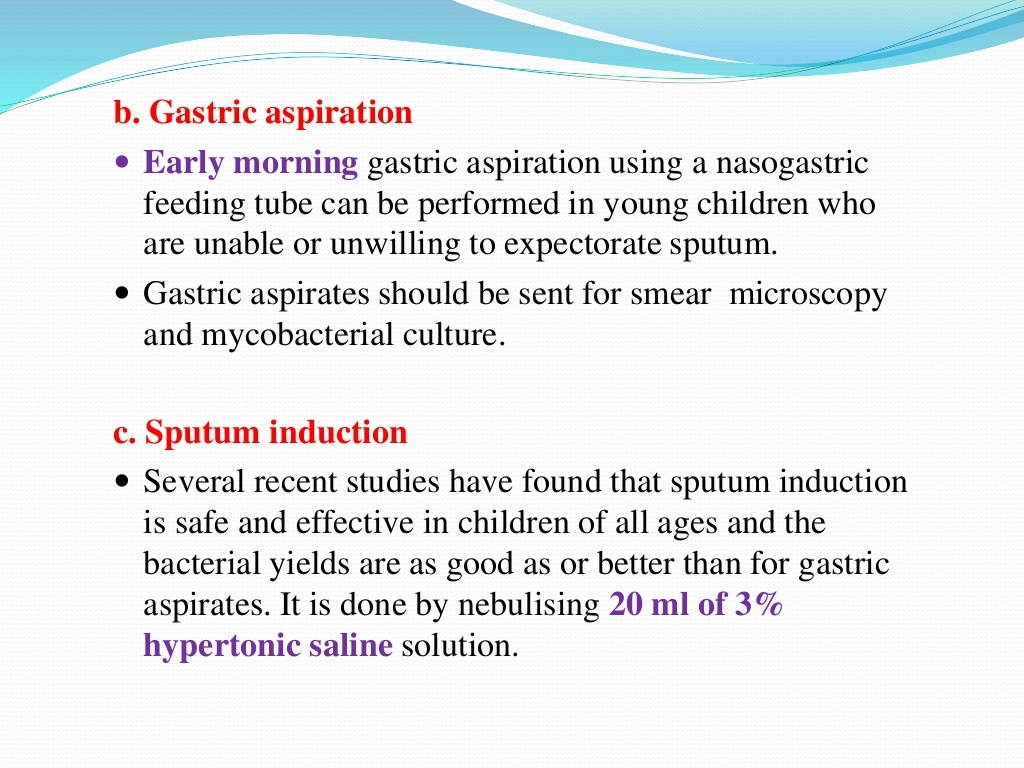 b. Gastric aspiration
• Early morning gastric aspiration using a nasogastric
feeding tube can be performed in young children who
are unable or unwilling to expectorate sputum.
• Gastric aspirates should be sent for smear  microscopy
and mycobacterial culture.
c. Sputum induction
• Several recent studies have found that sputum induction
is safe and effective in children of all ages and the
bacterial yields are as good as or better than for gastric
aspirates. It is done by nebulising 20 ml of 3%
hypertonic saline solution.